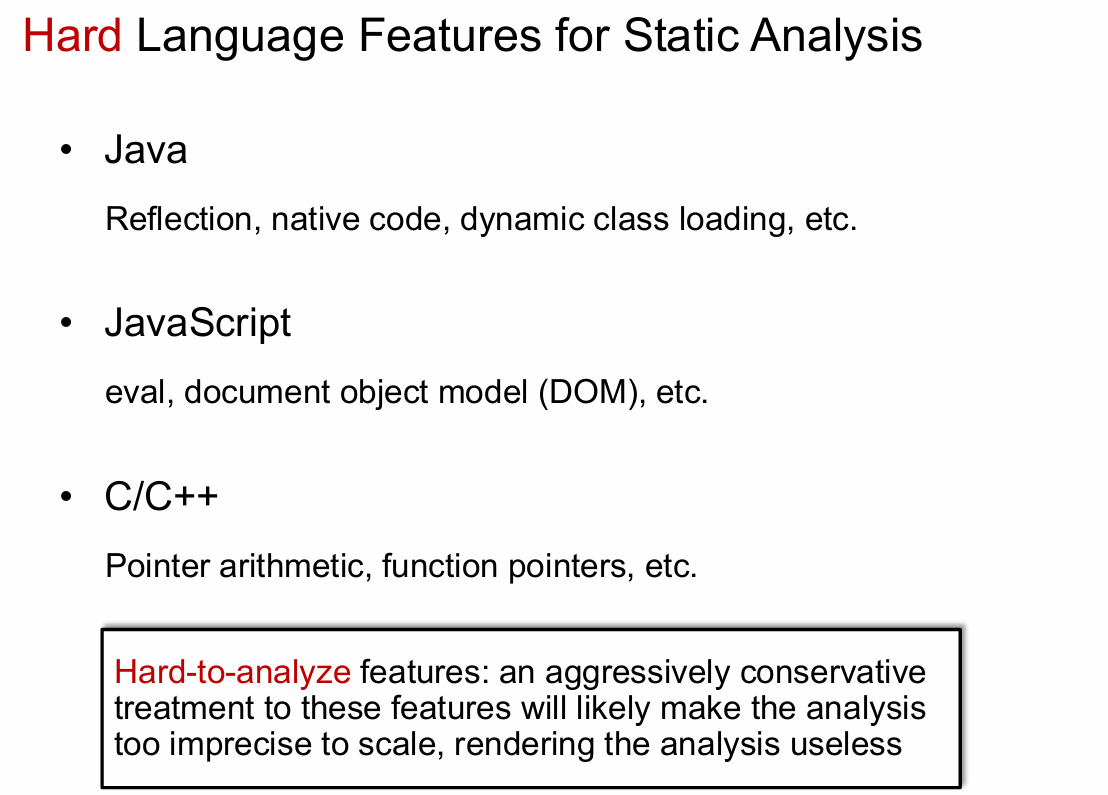 Hard Language Features for Static Analysis
• Java
Reflection, native code, dynamic class loading, etc.
• JavaScript
eval, document object model (DOM), etc.
• C/C++
Pointer arithmetic, function pointers, etc.
Hard-to-analyze features: an aggressively conservative
treatment to these features will likely make the analysis
too imprecise to scale, rendering the analysis useless